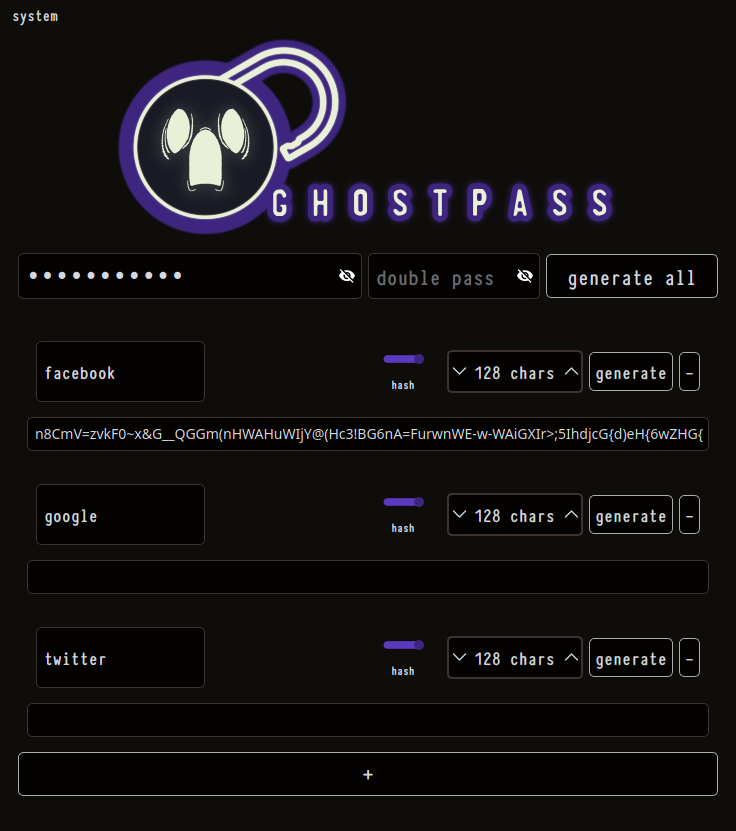 system
GHOSTPASS
••••••••••• double pass generate all
facebook hash 128 chars generate -
n8CmV=zvkF0~x&G__QGGm(nHWAHuWIjY@(Hc3!BG6nA=FurwnWE-w-WAiGXIr>;5IhdjcG{d)eH{6wZHG{
google hash 128 chars generate -
twitter hash 128 chars generate -
+